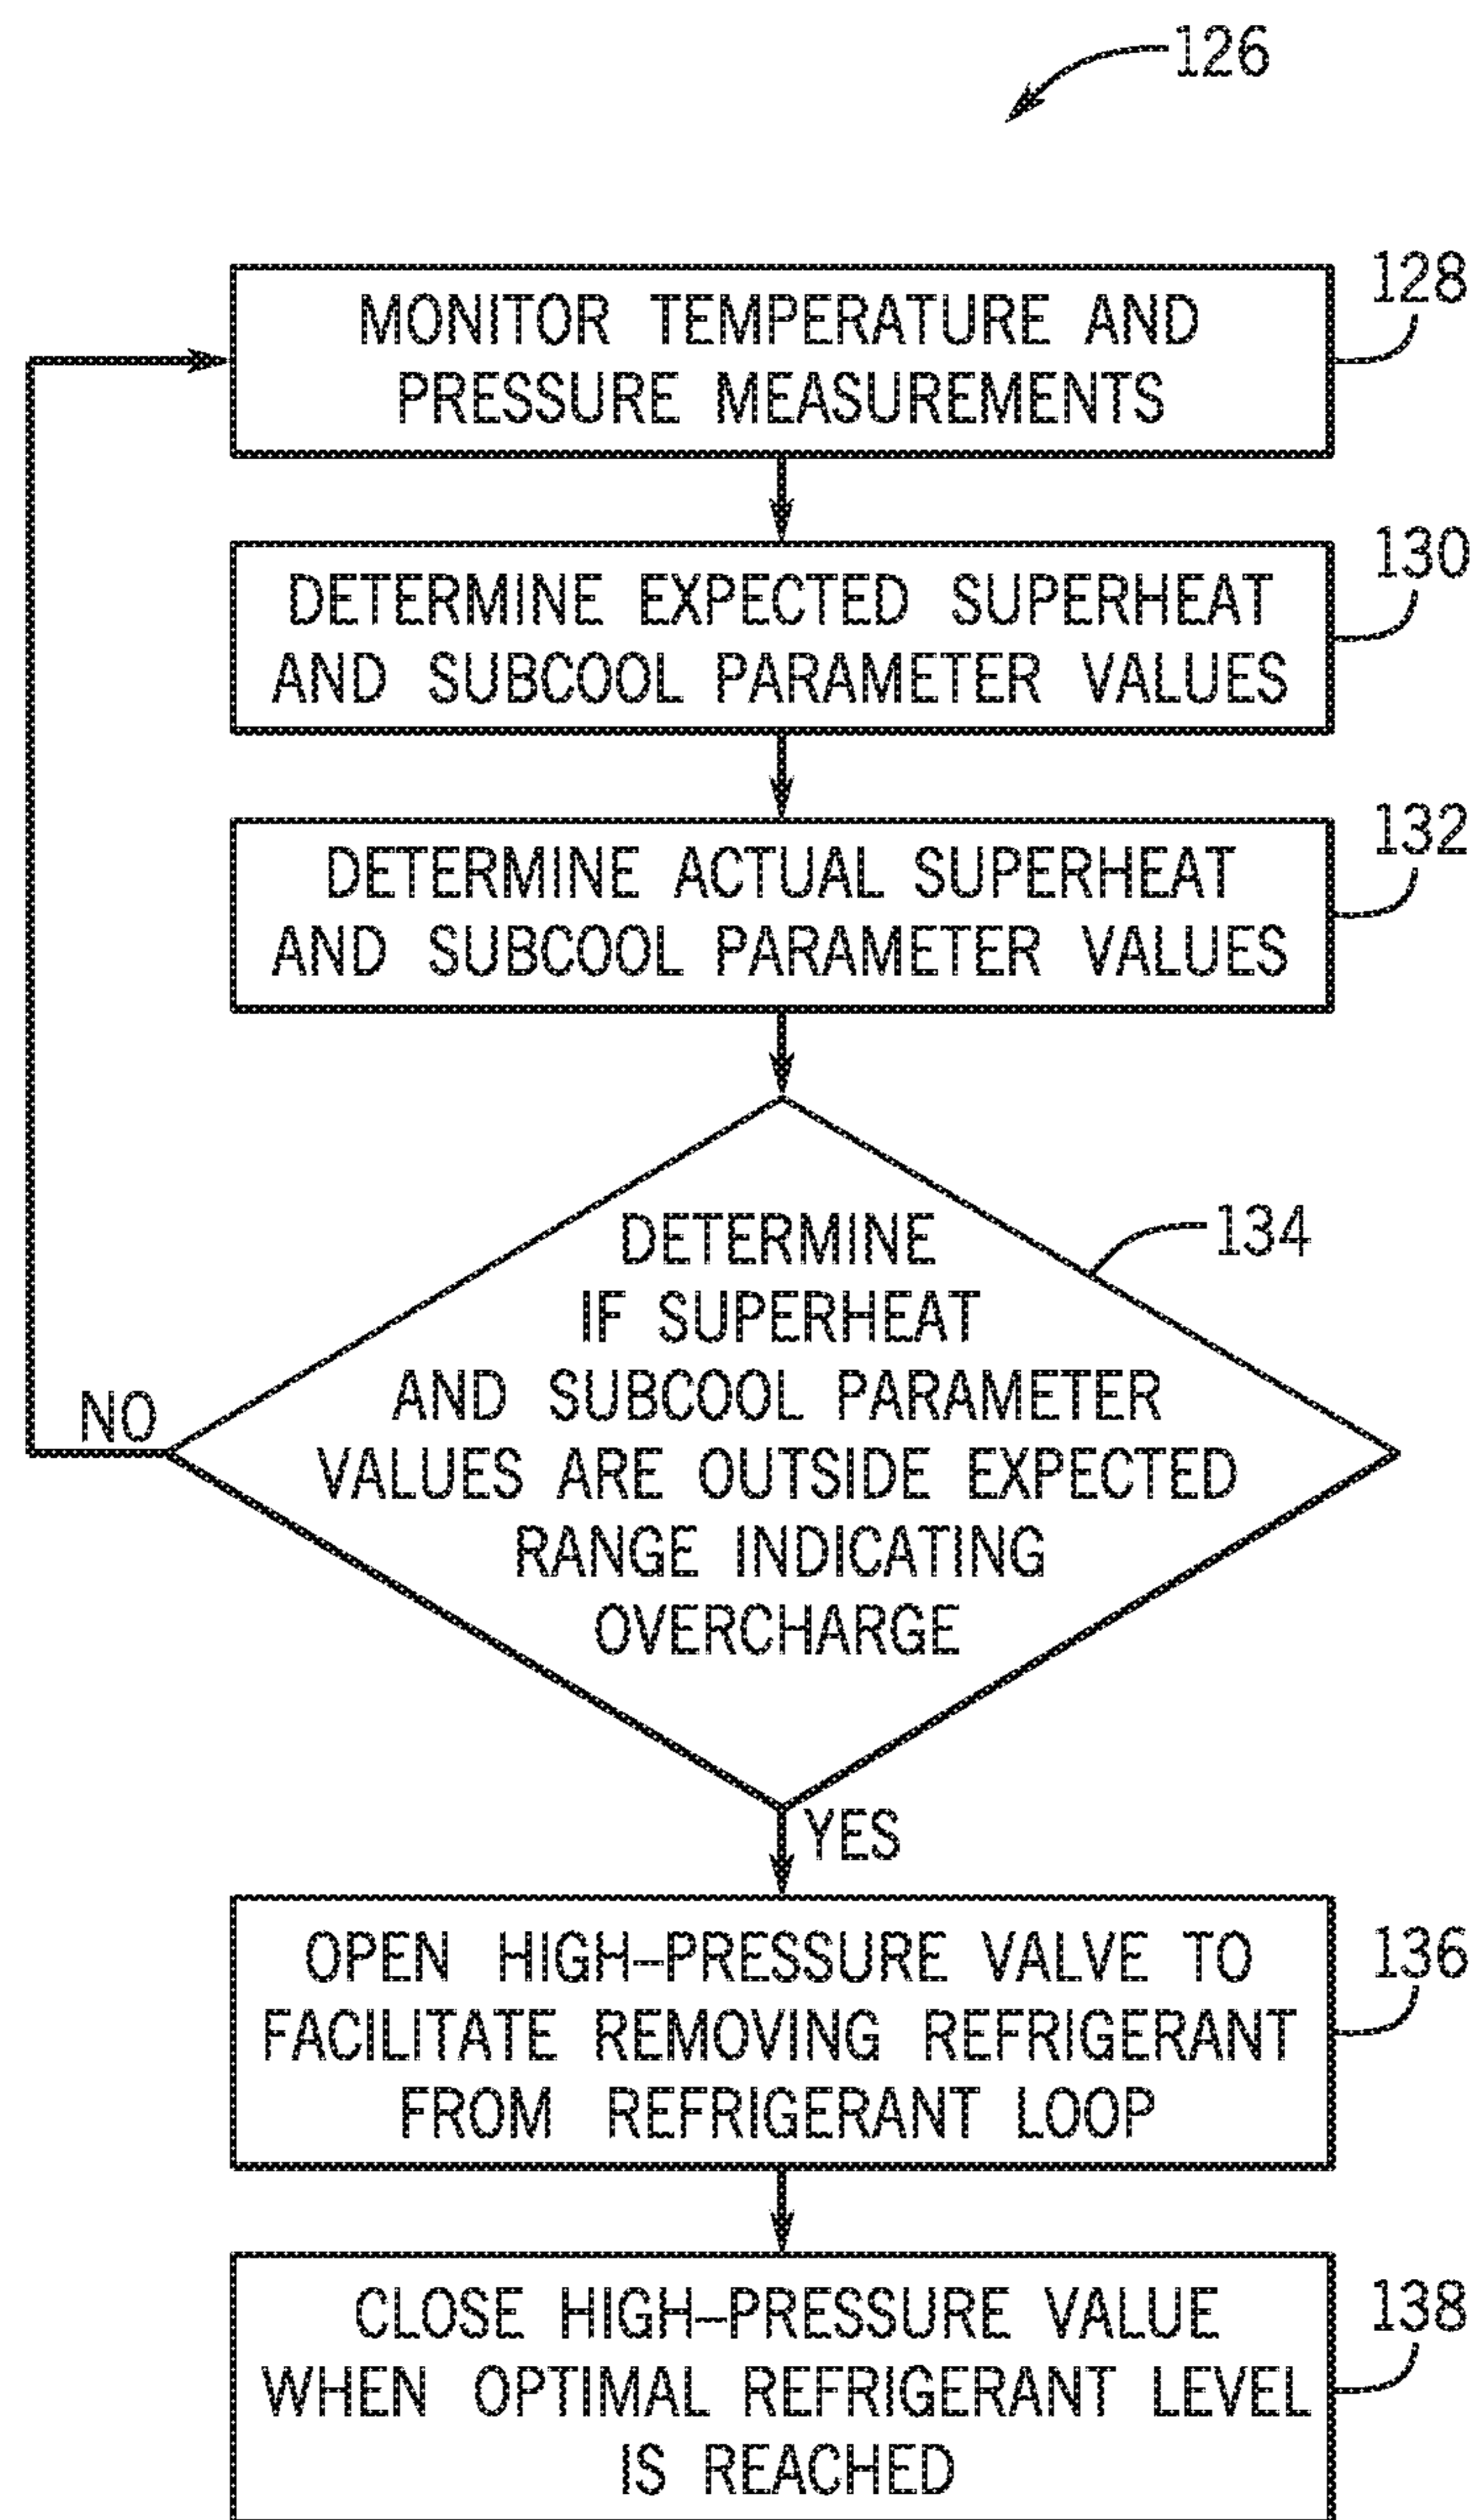 126
MONITOR TEMPERATURE AND
PRESSURE MEASUREMENTS
128
DETERMINE EXPECTED SUPERHEAT
AND SUBCOOL PARAMETER VALUES
130
DETERMINE ACTUAL SUPERHEAT
AND SUBCOOL PARAMETER VALUES
132
DETERMINE
IF SUPERHEAT
AND SUBCOOL PARAMETER
VALUES ARE OUTSIDE EXPECTED
RANGE INDICATING
OVERCHARGE
134
NO
YES
OPEN HIGH–PRESSURE VALVE TO
FACILITATE REMOVING REFRIGERANT
FROM REFRIGERANT LOOP
136
CLOSE HIGH–PRESSURE VALUE
WHEN OPTIMAL REFRIGERANT LEVEL
IS REACHED
138